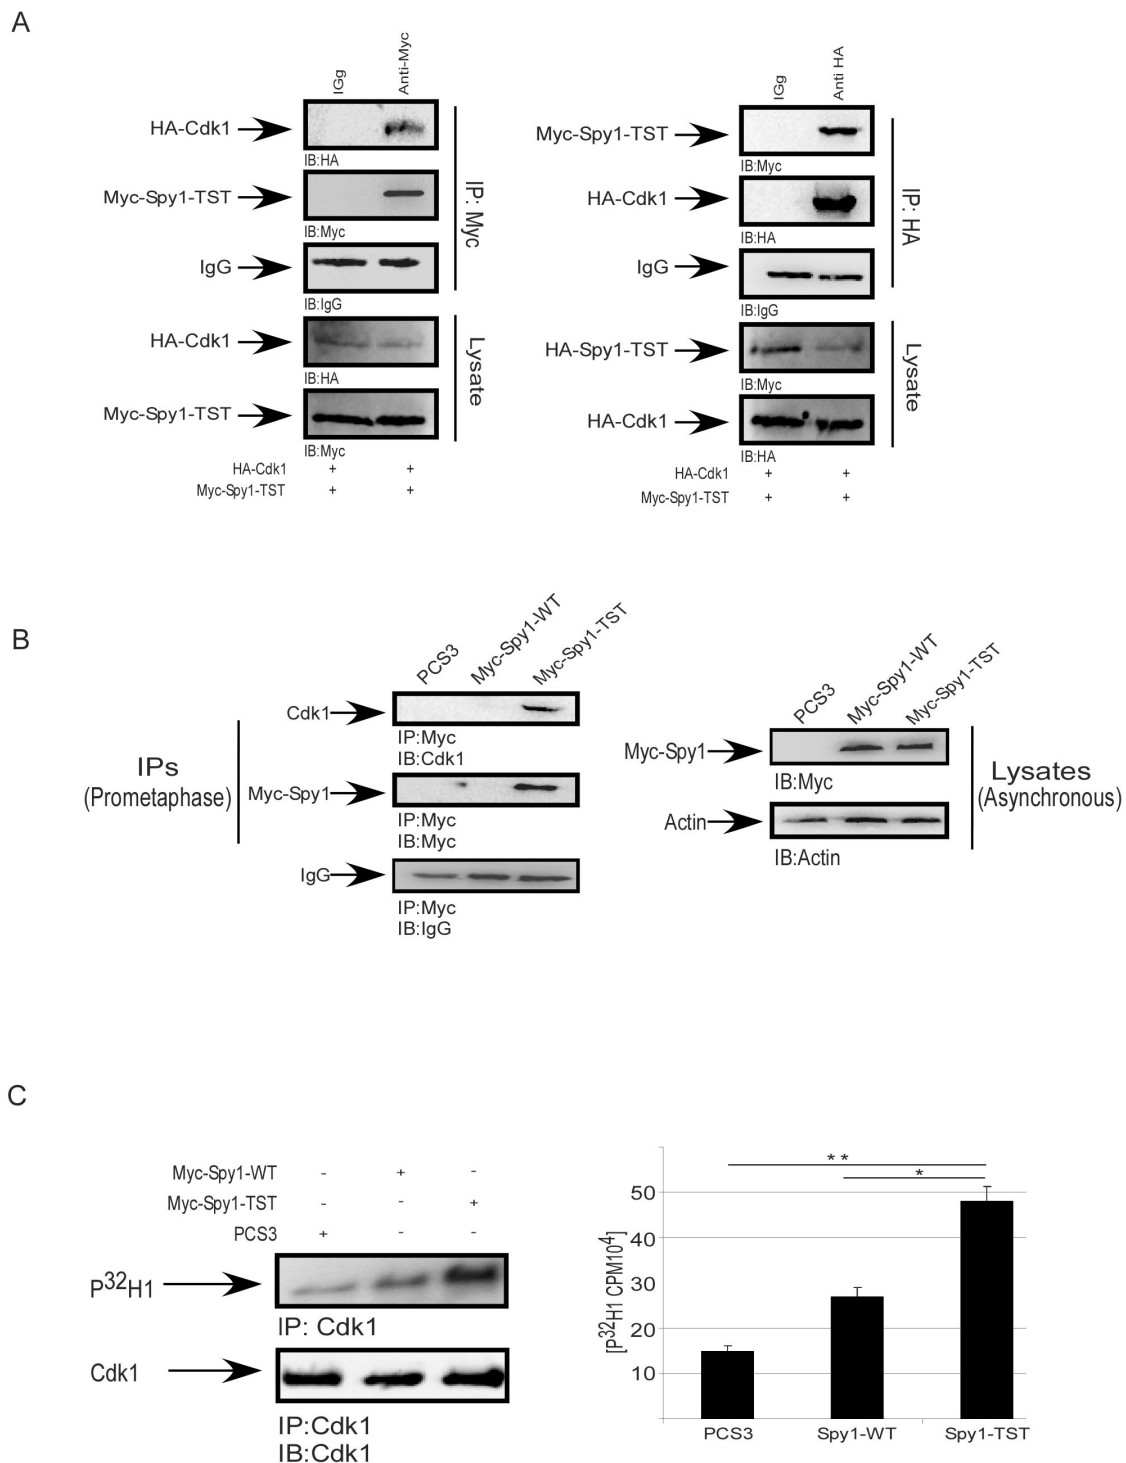 A
IGg
Anti-Myc
HA-Cdk1
IB:HA
Myc-Spy1-TST
IB:Myc
IgG
IB:IgG
HA-Cdk1
IB:HA
Myc-Spy1-TST
IB:Myc
HA-Cdk1 + +
Myc-Spy1-TST + +
IP: Myc
Lysate
IGg
Anti HA
Myc-Spy1-TST
IB:Myc
HA-Cdk1
IB:HA
IgG
IB:IgG
HA-Spy1-TST
IB:Myc
HA-Cdk1
IB:HA
HA-Cdk1 + +
Myc-Spy1-TST + +
IP: HA
Lysate
B
PCS3
Myc-Spy1-WT
Myc-Spy1-TST
IPs
(Prometaphase)
Cdk1
IP:Myc
IB:Cdk1
Myc-Spy1
IP:Myc
IB:Myc
IgG
IP:Myc
IB:IgG
PCS3
Myc-Spy1-WT
Myc-Spy1-TST
Myc-Spy1
IB:Myc
Actin
IB:Actin
Lysates
(Asynchronous)
C
Myc-Spy1-WT - + -
Myc-Spy1-TST - - +
PCS3 + - -
P³²H1
IP: Cdk1
Cdk1
IP:Cdk1
IB:Cdk1
[P³²H1 CPM10⁴]
**
*
50
40
30
20
10
PCS3 Spy1-WT Spy1-TST